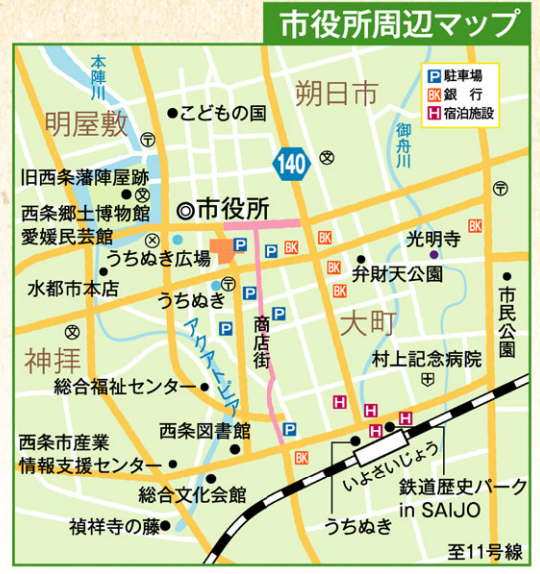 市役所周辺マップ
P 駐車場
BK 銀 行
H 宿泊施設
本陣川
朔日市
こどもの国
明屋敷
御舟川
140
旧西条藩陣屋跡
西条郷土博物館
愛媛民芸館
市役所
うちぬき広場
光明寺
弁財天公園
水都市本店
うちぬき
市民公園
商店街
大町
アクアトピア
神拝
村上記念病院
総合福祉センター
西条図書館
西条市産業
情報支援センター
いよさいじょう
総合文化会館
鉄道歴史パーク
in SAIJO
禎祥寺の藤
うちぬき
至11号線
P
P
P
P
P
P
BK
BK
BK
BK
BK
BK
H
H
H
H